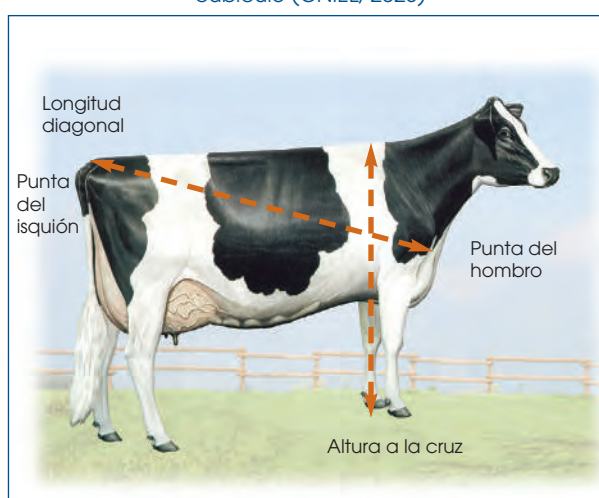 Longitud
diagonal
Punta
del
isquión
Punta del
hombro
Altura a la cruz